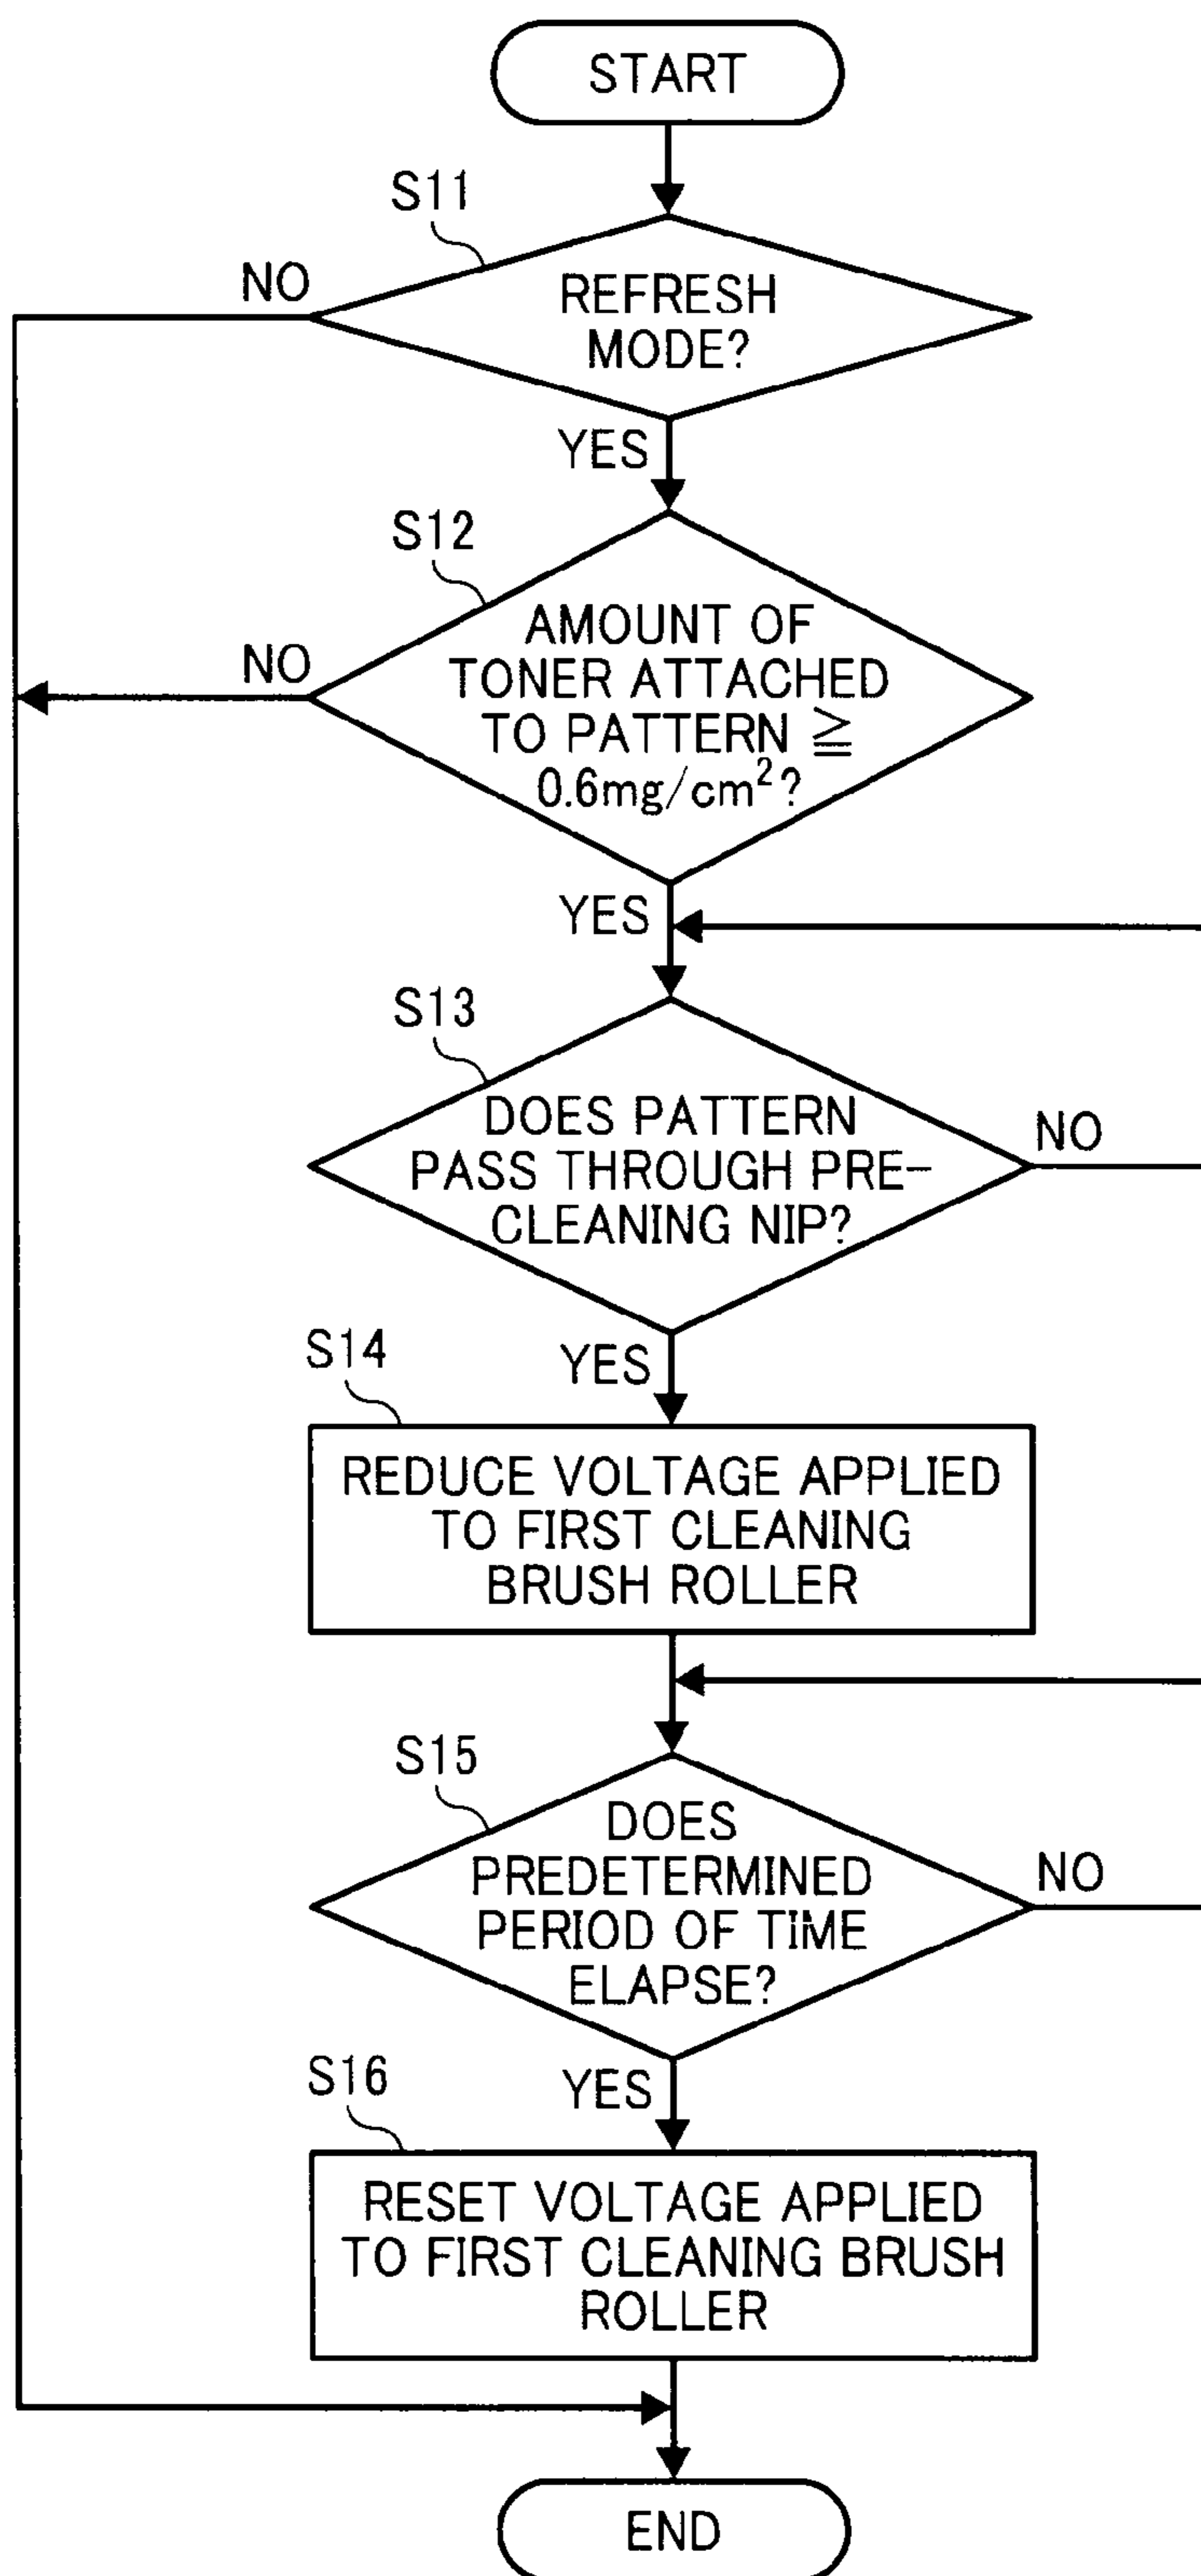 START
S11
NO
REFRESH
MODE?
YES
S12
NO
AMOUNT OF
TONER ATTACHED
TO PATTERN ≧
0.6mg/cm²?
YES
S13
DOES PATTERN
PASS THROUGH PRE-
CLEANING NIP?
NO
S14
YES
REDUCE VOLTAGE APPLIED
TO FIRST CLEANING
BRUSH ROLLER
S15
DOES
PREDETERMINED
PERIOD OF TIME
ELAPSE?
NO
S16
YES
RESET VOLTAGE APPLIED
TO FIRST CLEANING BRUSH
ROLLER
END